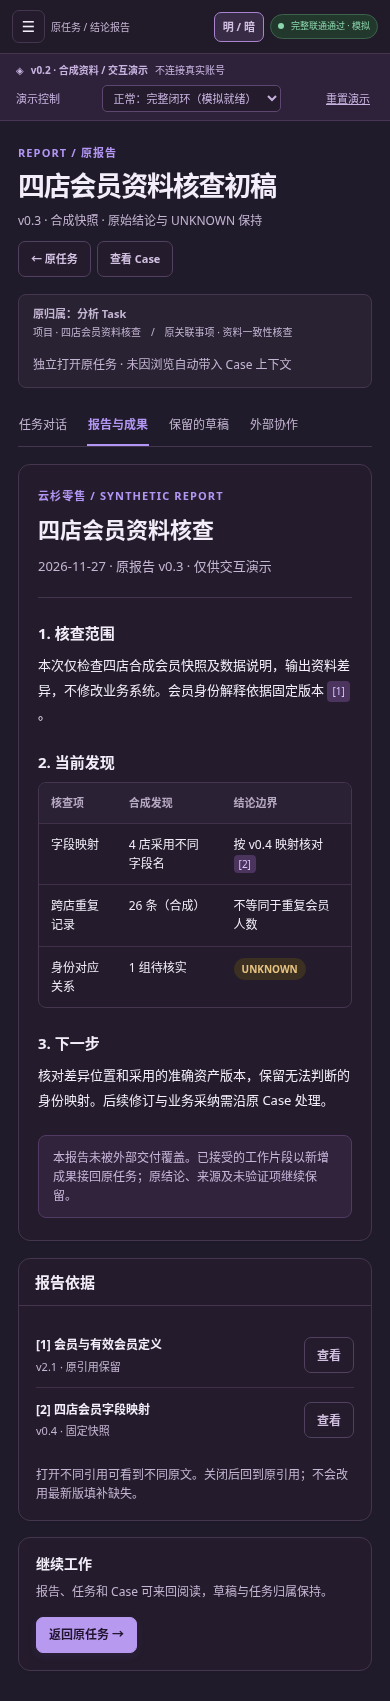 ☰ 原任务 / 结论报告 明 / 暗 完整联通通过 · 模拟
◈ v0.2 · 合成资料 / 交互演示 不连接真实账号
演示控制 正常：完整闭环（模拟就绪） 重置演示
REPORT / 原报告
四店会员资料核查初稿
v0.3 · 合成快照 · 原始结论与 UNKNOWN 保持
← 原任务 查看 Case
原归属：分析 Task
项目 · 四店会员资料核查 / 原关联事项 · 资料一致性核查
独立打开原任务 · 未因浏览自动带入 Case 上下文
任务对话 报告与成果 保留的草稿 外部协作
云杉零售 / SYNTHETIC REPORT
四店会员资料核查
2026-11-27 · 原报告 v0.3 · 仅供交互演示
1. 核查范围
本次仅检查四店合成会员快照及数据说明，输出资料差
异，不修改业务系统。会员身份解释依据固定版本 [1]
。
2. 当前发现
核查项 合成发现 结论边界
字段映射 4 店采用不同 按 v0.4 映射核对
字段名 [2]
跨店重复 26 条（合成） 不等同于重复会员
记录 人数
身份对应 1 组待核实 UNKNOWN
关系
3. 下一步
核对差异位置和采用的准确资产版本，保留无法判断的
身份映射。后续修订与业务采纳需沿原 Case 处理。
本报告未被外部交付覆盖。已接受的工作片段以新增
成果接回原任务；原结论、来源及未验证项继续保
留。
报告依据
[1] 会员与有效会员定义 查看
v2.1 · 原引用保留
[2] 四店会员字段映射 查看
v0.4 · 固定快照
打开不同引用可看到不同原文。关闭后回到原引用；不会改
用最新版填补缺失。
继续工作
报告、任务和 Case 可来回阅读，草稿与任务归属保持。
返回原任务 →